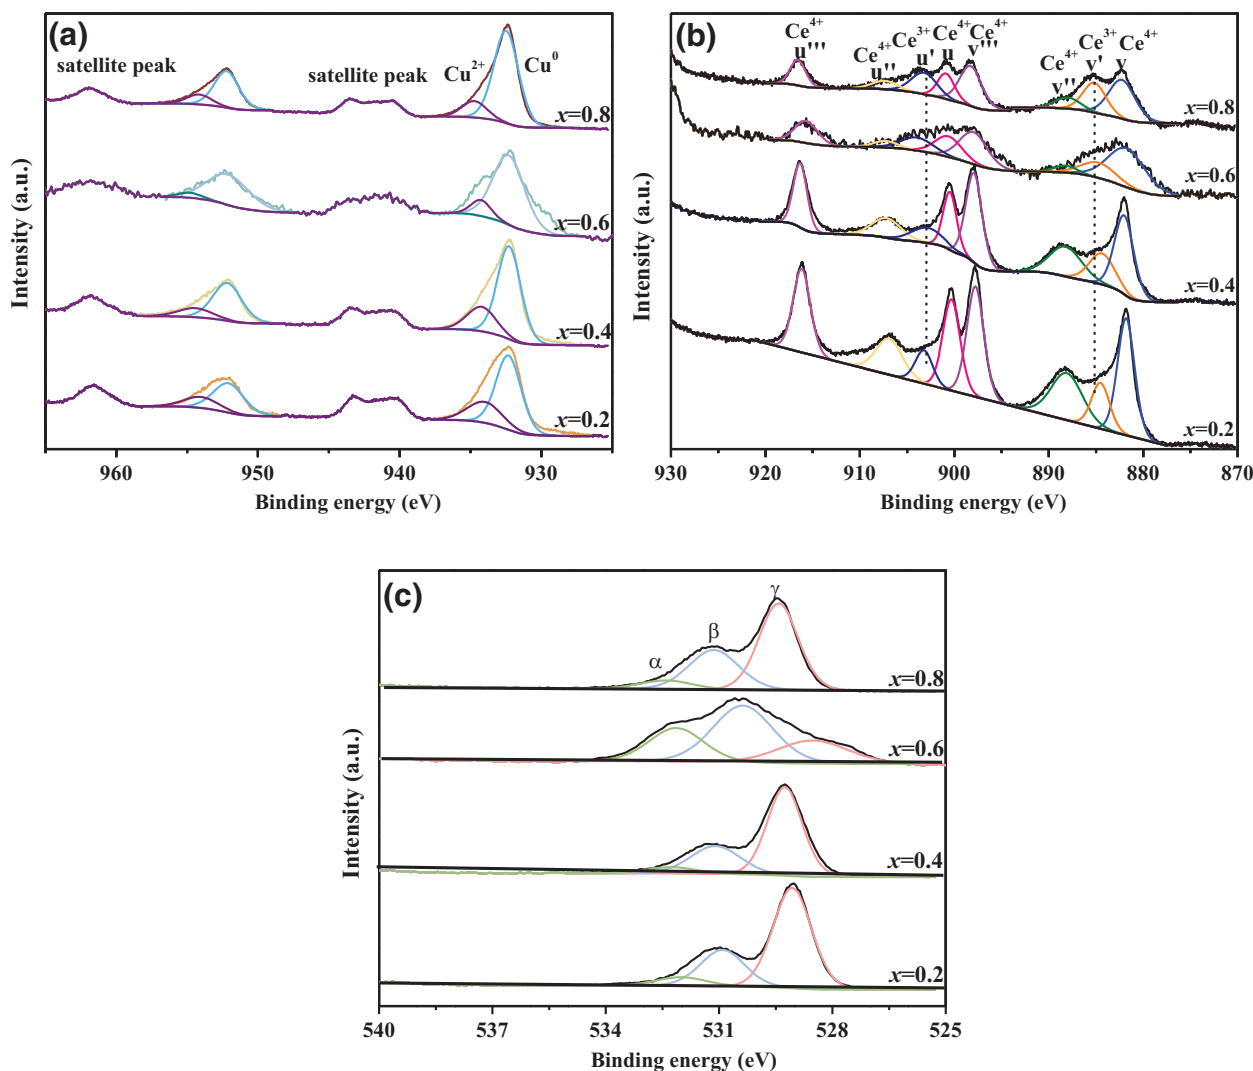 (a)
satellite peak
satellite peak
Cu2+
Cu0
x=0.8
x=0.6
x=0.4
x=0.2
Intensity (a.u.)
960
950
940
930
Binding energy (eV)
(b)
Ce4+
u'''
Ce4+
u''
Ce3+
u'
Ce4+
u
Ce4+
v'''
Ce4+
v''
Ce3+
v'
Ce4+
v
x=0.8
x=0.6
x=0.4
x=0.2
Intensity (a.u.)
930
920
910
900
890
880
870
Binding energy (eV)
(c)
α
β
γ
x=0.8
x=0.6
x=0.4
x=0.2
Intensity (a.u.)
540
537
534
531
528
525
Binding energy (eV)